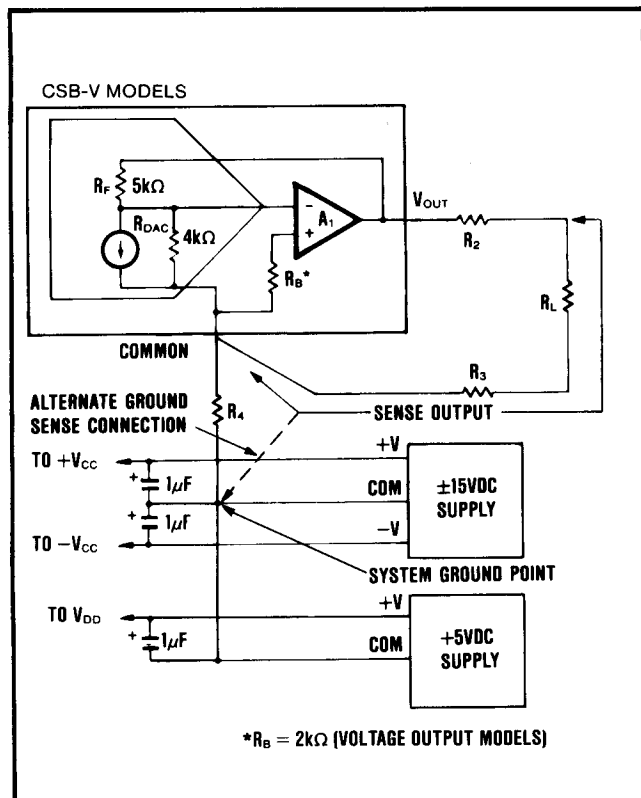 CSB-V MODELS
R_F 5kΩ
R_DAC
4kΩ
−
A₁
+
R_B*
V_OUT
R₂
R_L
COMMON
R₃
R₄
ALTERNATE GROUND
SENSE CONNECTION
SENSE OUTPUT
TO +V_CC
+
1µF
+
1µF
TO −V_CC
+V
COM
−V
±15VDC
SUPPLY
SYSTEM GROUND POINT
TO V_DD
+
1µF
+V
COM
+5VDC
SUPPLY
*R_B = 2kΩ (VOLTAGE OUTPUT MODELS)